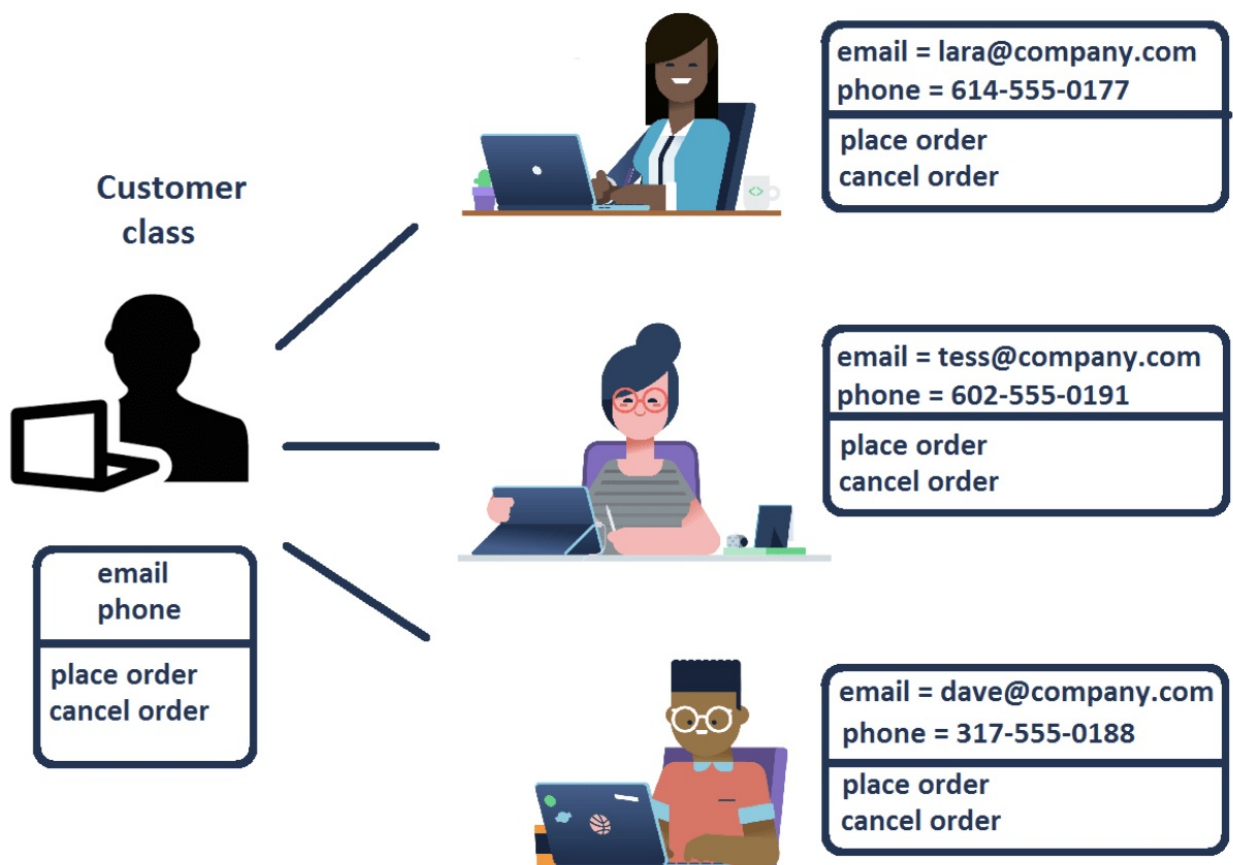 Customer
class
email
phone
place order
cancel order
email = lara@company.com
phone = 614-555-0177
place order
cancel order
email = tess@company.com
phone = 602-555-0191
place order
cancel order
email = dave@company.com
phone = 317-555-0188
place order
cancel order